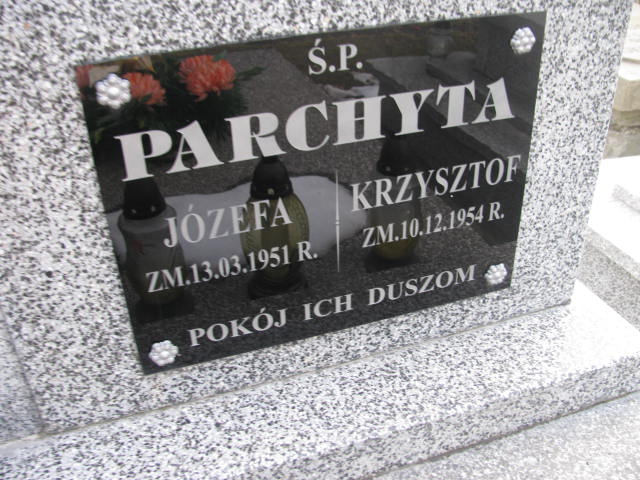 Ś.P.
PARCHYTA
JÓZEFA
ZM.13.03.1951 R.
KRZYSZTOF
ZM.10.12.1954 R.
POKÓJ ICH DUSZOM